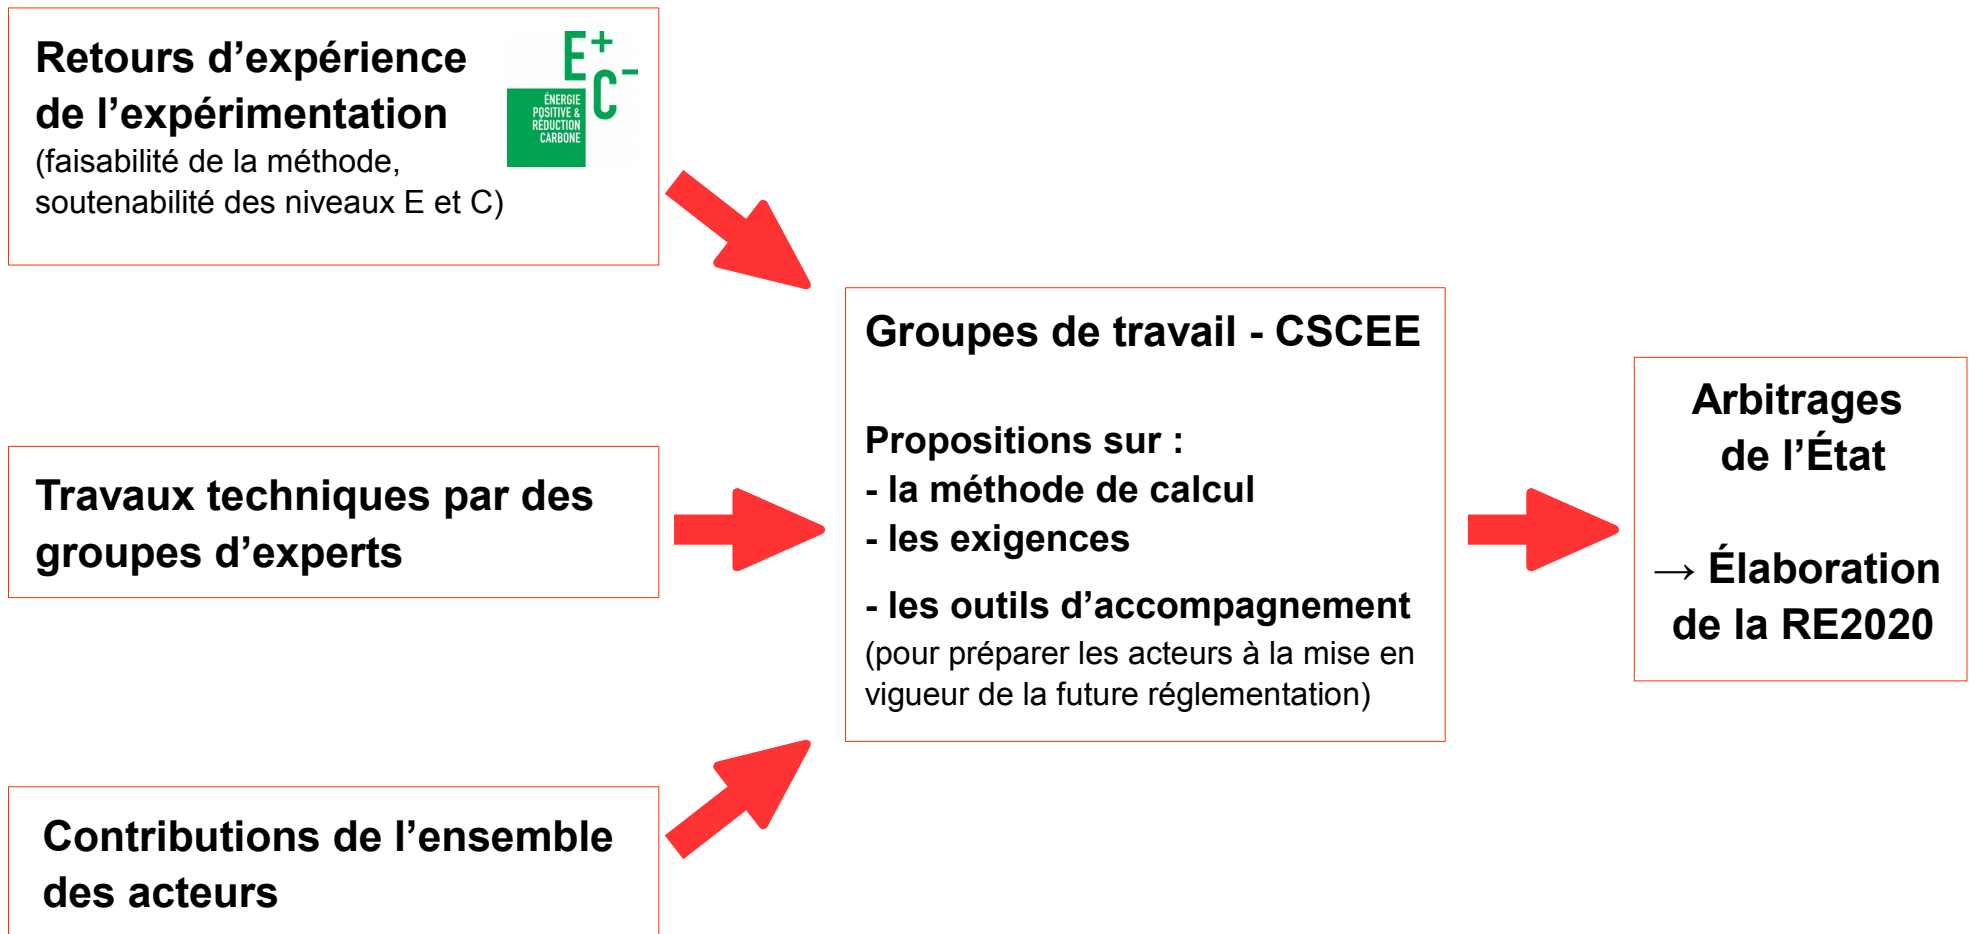 Retours d’expérience
de l’expérimentation
(faisabilité de la méthode,
soutenabilité des niveaux E et C)
E+
C-
ÉNERGIE
POSITIVE &
RÉDUCTION
CARBONE
Travaux techniques par des
groupes d’experts
Contributions de l’ensemble
des acteurs
Groupes de travail - CSCEE
Propositions sur :
- la méthode de calcul
- les exigences
- les outils d’accompagnement
(pour préparer les acteurs à la mise en
vigueur de la future réglementation)
Arbitrages
de l’État
→ Élaboration
de la RE2020